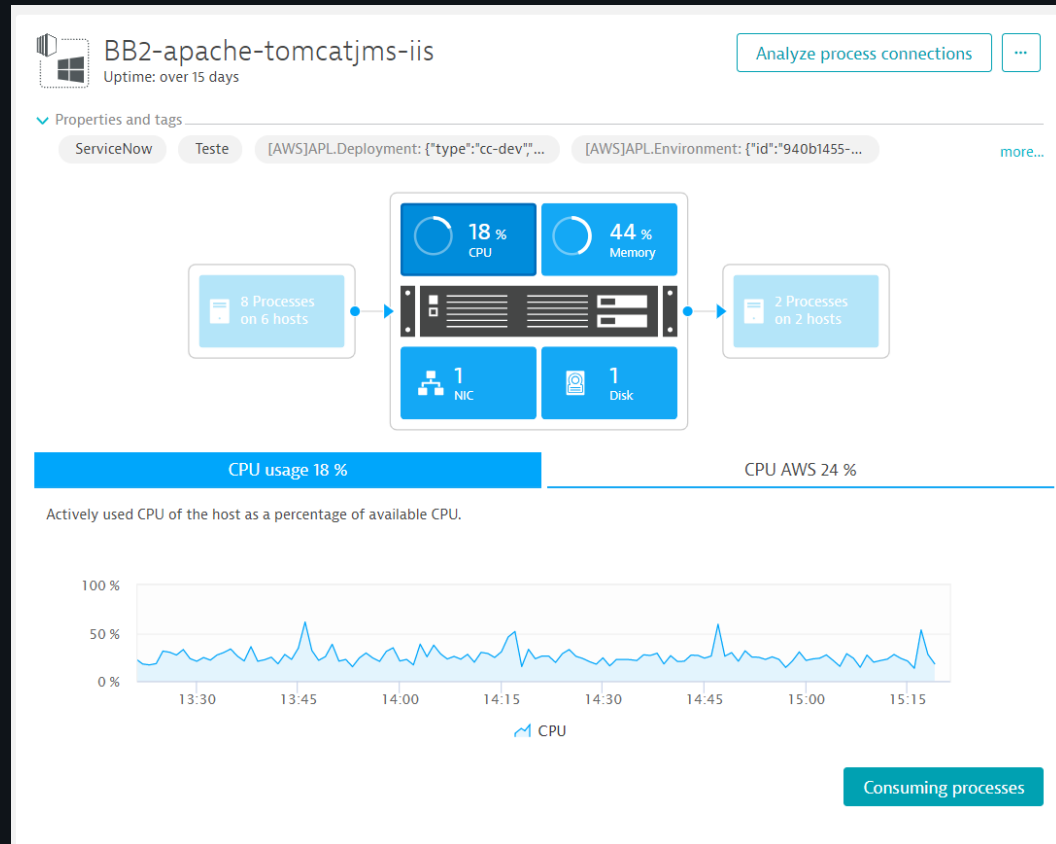 BB2-apache-tomcatjms-iis
Uptime: over 15 days
Analyze process connections
...
Properties and tags
ServiceNow
Teste
[AWS]APL.Deployment: {"type":"cc-dev","...
[AWS]APL.Environment: {"id":"940b1455-...
more...
18 %
CPU
44 %
Memory
8 Processes
on 6 hosts
2 Processes
on 2 hosts
1
NIC
1
Disk
CPU usage 18 %
CPU AWS 24 %
Actively used CPU of the host as a percentage of available CPU.
100 %
50 %
0 %
13:30
13:45
14:00
14:15
14:30
14:45
15:00
15:15
CPU
Consuming processes